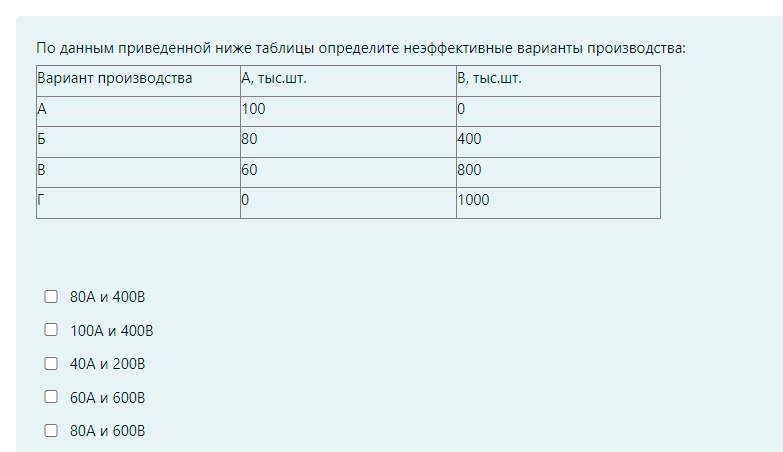 По данным приведенной ниже таблицы определите неэффективные варианты производства:
Вариант производства А, тыс.шт. В, тыс.шт.
А 100 0
Б 80 400
В 60 800
Г 0 1000
80А и 400В
100А и 400В
40А и 200В
60А и 600В
80А и 600В